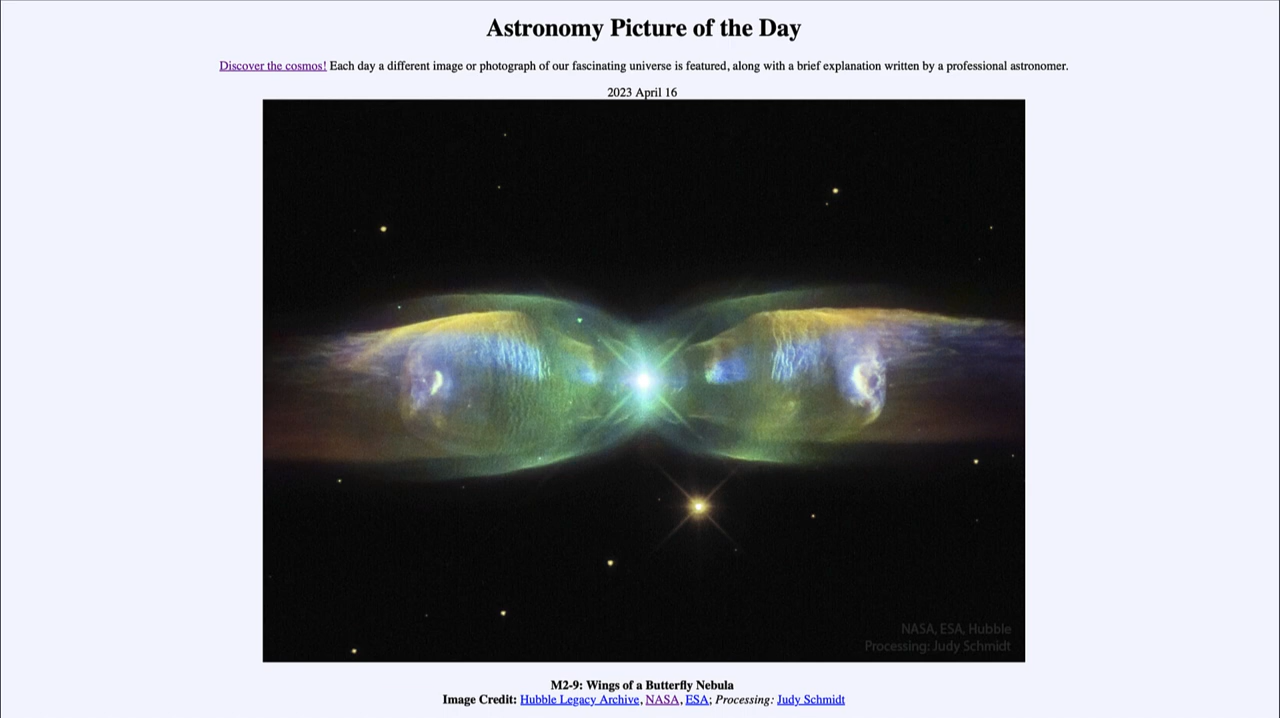 Astronomy Picture of the Day
Discover the cosmos! Each day a different image or photograph of our fascinating universe is featured, along with a brief explanation written by a professional astronomer.
2023 April 16
NASA, ESA, Hubble
Processing: Judy Schmidt
M2-9: Wings of a Butterfly Nebula
Image Credit: Hubble Legacy Archive, NASA, ESA; Processing: Judy Schmidt